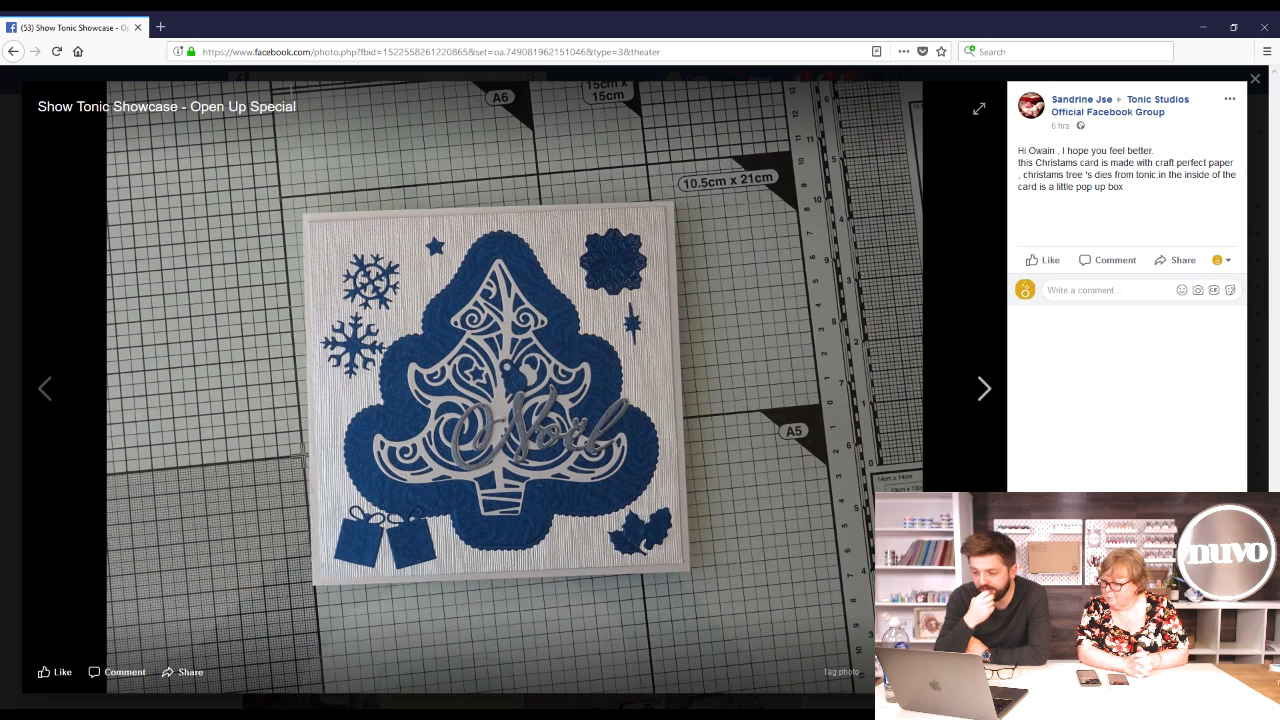 (53) Show Tonic Showcase - Op
https://www.facebook.com/photo.php?fbid=1522558261220865&set=oa.749081962151046&type=3&theater
Search
Show Tonic Showcase - Open Up Special
A6
15cm x
15cm
10.5cm x 21cm
A5
14cm x 14cm
Noel
Sandrine Jse ▸ Tonic Studios
Official Facebook Group
6 hrs ·
Hi Owain , I hope you feel better.
this Christams card is made with craft perfect paper
, christams tree 's dies from tonic.in the inside of the
card is a little pop up box
Like Comment Share
Write a comment...
Like Comment Share
Tag photo
nuvo